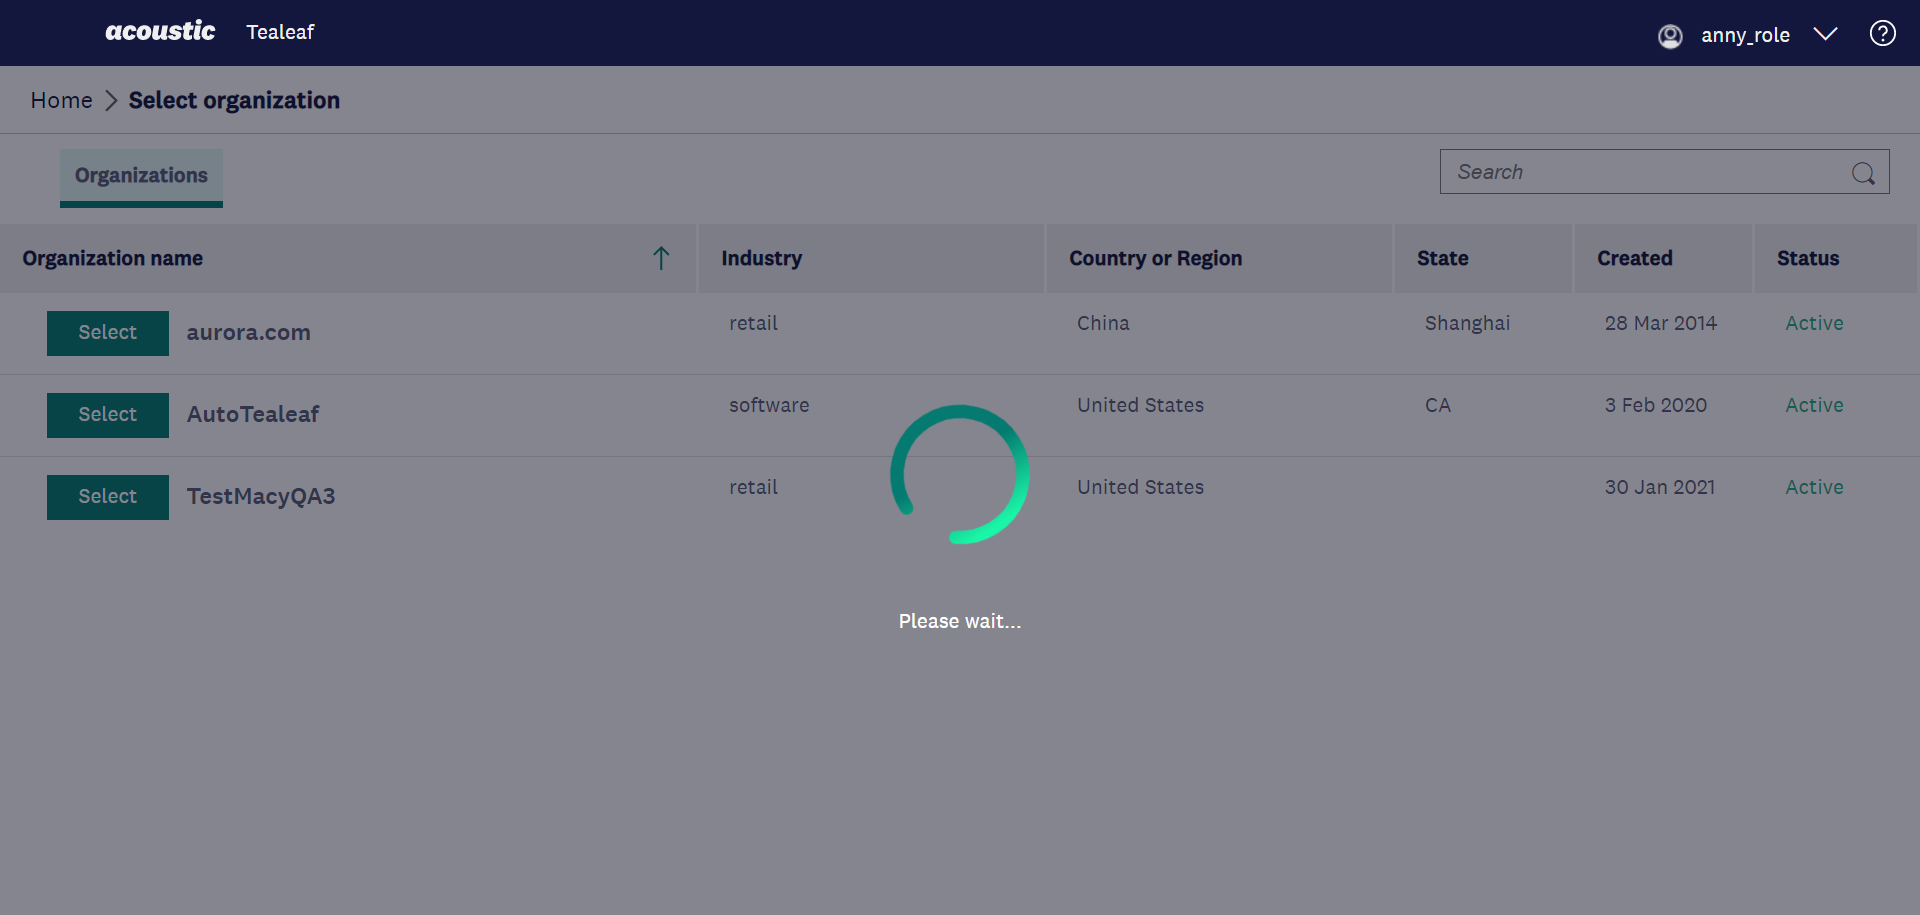 acoustic Tealeaf anny_role
Home Select organization
Organizations Search
Organization name Industry Country or Region State Created Status
Select aurora.com retail China Shanghai 28 Mar 2014 Active
Select AutoTealeaf software United States CA 3 Feb 2020 Active
Select TestMacyQA3 retail United States 30 Jan 2021 Active
Please wait...